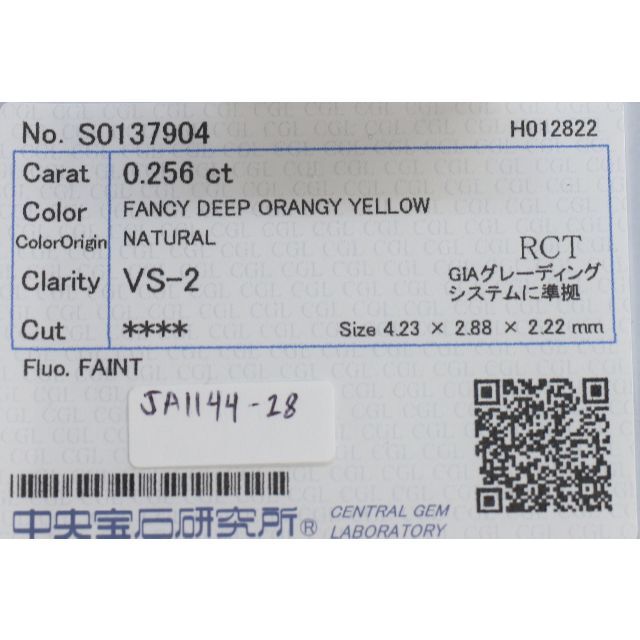 No. S0137904 H012822
Carat 0.256 ct
Color FANCY DEEP ORANGY YELLOW
ColorOrigin NATURAL
RCT
Clarity VS-2 GIAグレーディング
システムに準拠
Cut **** Size 4.23 × 2.88 × 2.22 mm
Fluo. FAINT
JA1144-28
中央宝石研究所® CENTRAL GEM
LABORATORY